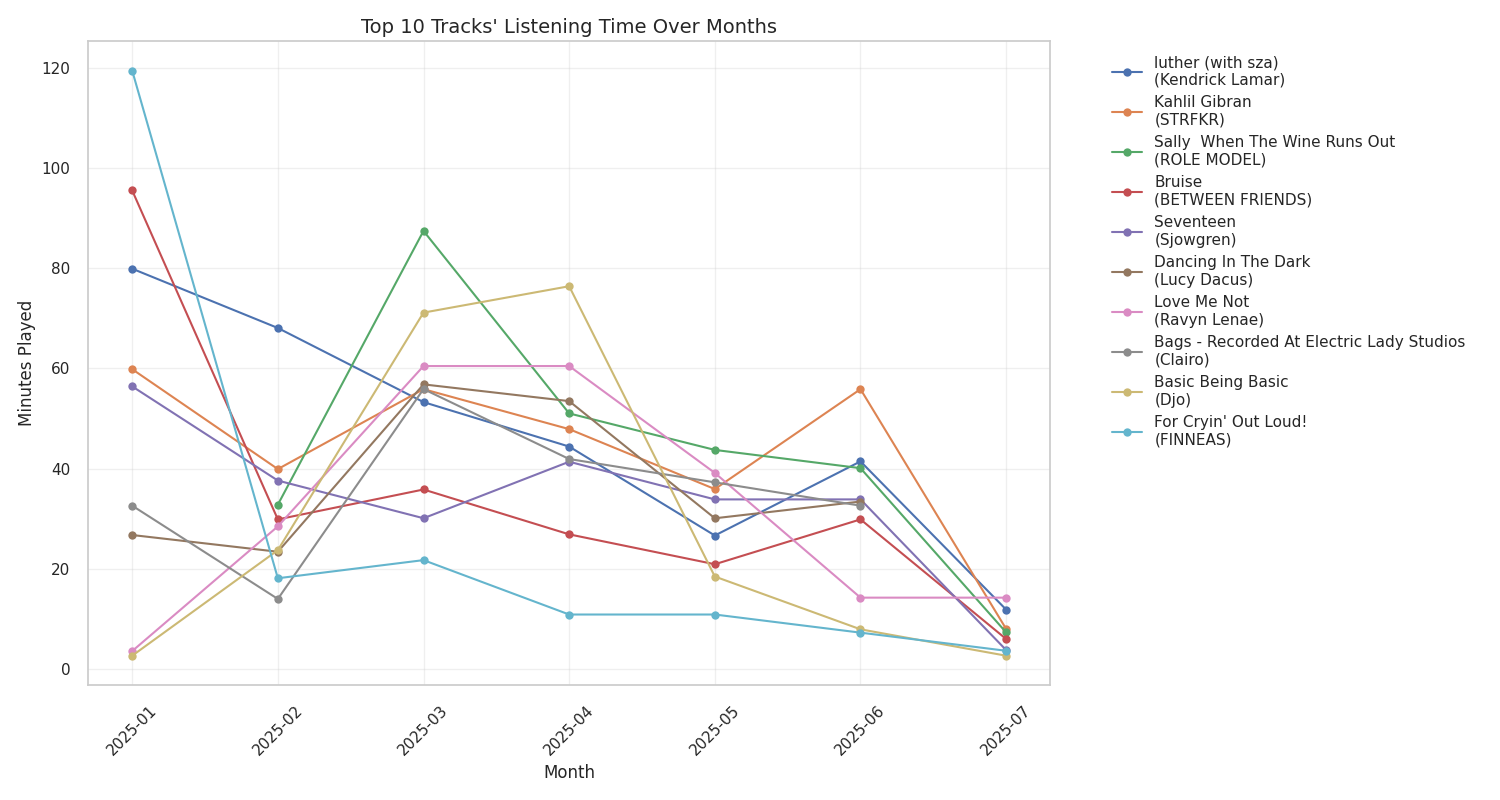 Top 10 Tracks' Listening Time Over Months
Minutes Played
120
100
80
60
40
20
0
2025-01
2025-02
2025-03
2025-04
2025-05
2025-06
2025-07
Month
luther (with sza)
(Kendrick Lamar)
Kahlil Gibran
(STRFKR)
Sally  When The Wine Runs Out
(ROLE MODEL)
Bruise
(BETWEEN FRIENDS)
Seventeen
(Sjowgren)
Dancing In The Dark
(Lucy Dacus)
Love Me Not
(Ravyn Lenae)
Bags - Recorded At Electric Lady Studios
(Clairo)
Basic Being Basic
(Djo)
For Cryin' Out Loud!
(FINNEAS)